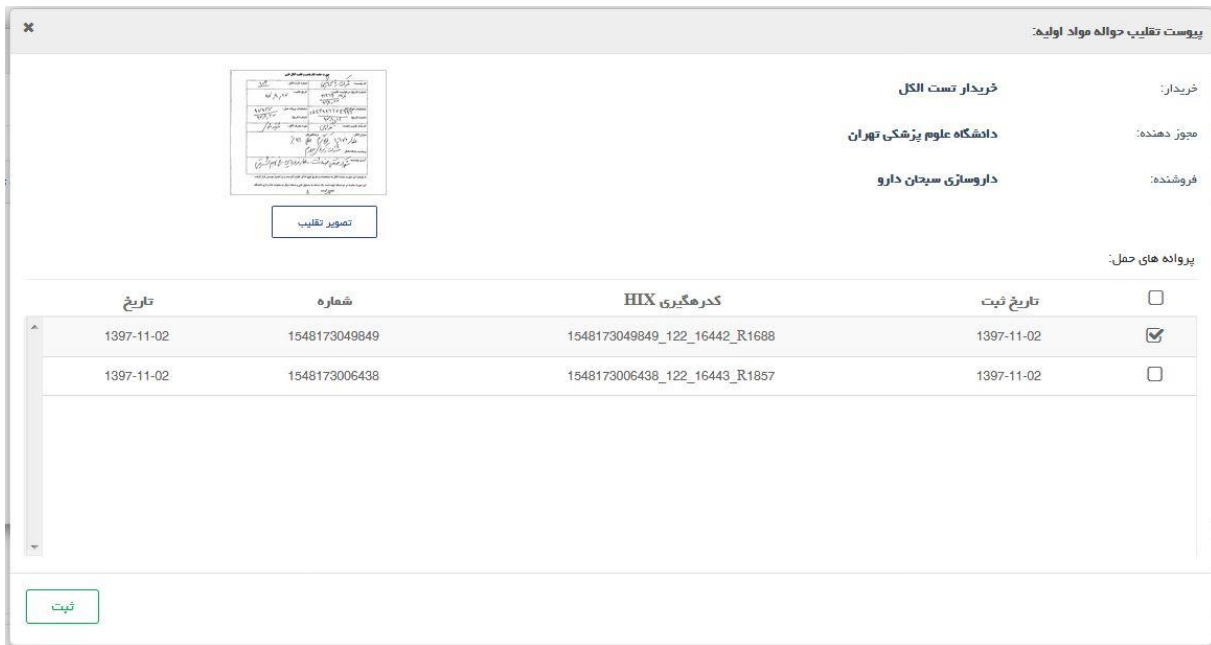 پیوست تقلیب حواله مواد اولیه:
خریدار: خریدار تست الکل
مجوز دهنده: دانشگاه علوم پزشکی تهران
فروشنده: داروسازی سبحان دارو
تصویر تقلیب
پروانه های حمل:
تاریخ ثبت کدرهگیری HIX شماره تاریخ
1397-11-02 1548173049849_122_16442_R1688 1548173049849 1397-11-02
1397-11-02 1548173006438_122_16443_R1857 1548173006438 1397-11-02
ثبت